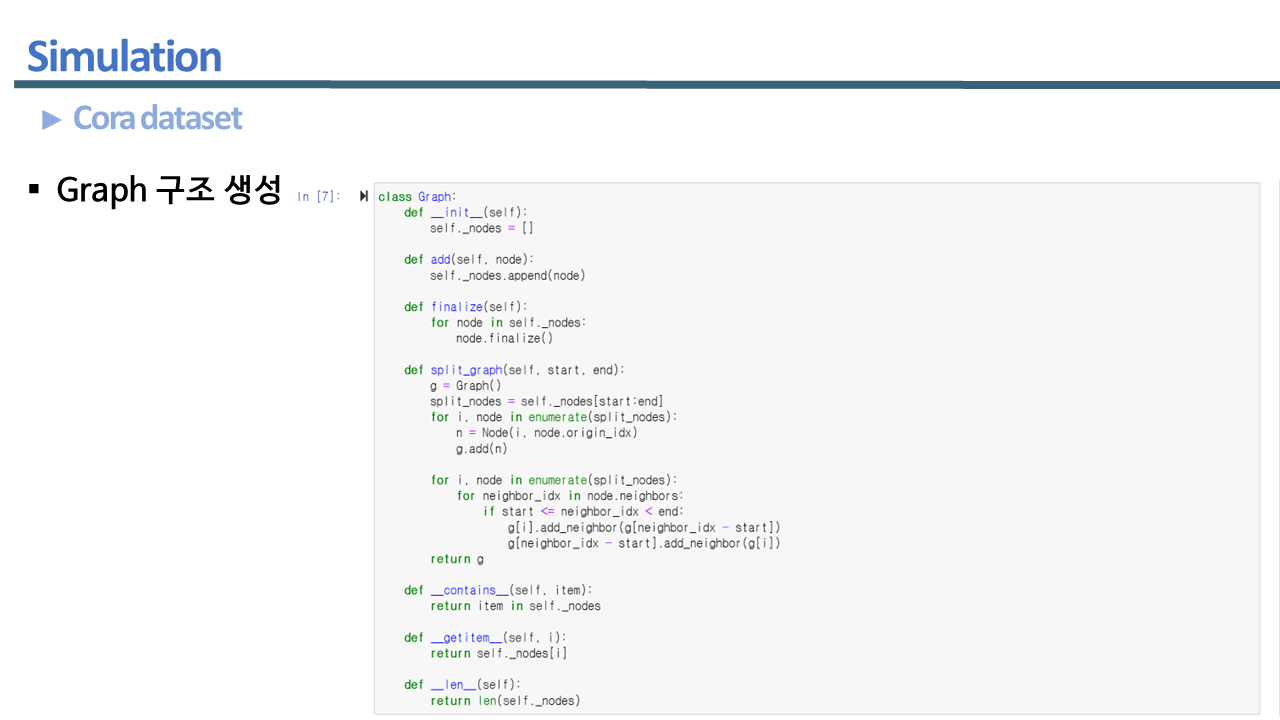 Simulation
► Cora dataset
▪ Graph 구조 생성
In [7]:
class Graph:
    def __init__(self):
        self._nodes = []

    def add(self, node):
        self._nodes.append(node)

    def finalize(self):
        for node in self._nodes:
            node.finalize()

    def split_graph(self, start, end):
        g = Graph()
        split_nodes = self._nodes[start:end]
        for i, node in enumerate(split_nodes):
            n = Node(i, node.origin_idx)
            g.add(n)

        for i, node in enumerate(split_nodes):
            for neighbor_idx in node.neighbors:
                if start <= neighbor_idx < end:
                    g[i].add_neighbor(g[neighbor_idx - start])
                    g[neighbor_idx - start].add_neighbor(g[i])
        return g

    def __contains__(self, item):
        return item in self._nodes

    def __getitem__(self, i):
        return self._nodes[i]

    def __len__(self):
        return len(self._nodes)